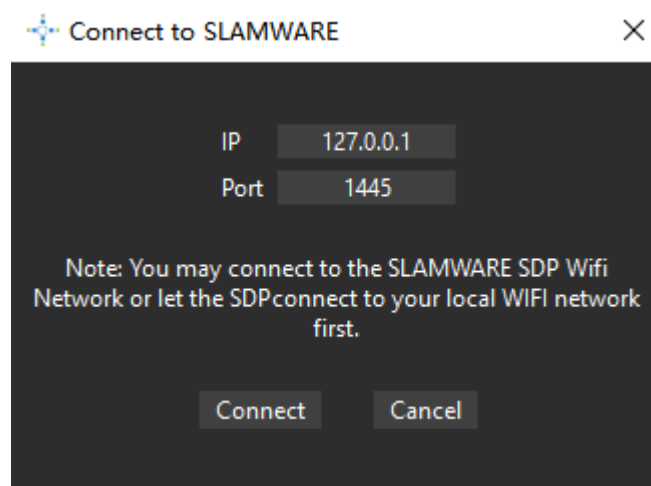 Connect to SLAMWARE
IP 127.0.0.1
Port 1445
Note: You may connect to the SLAMWARE SDP Wifi
Network or let the SDPconnect to your local WIFI network
first.
Connect Cancel